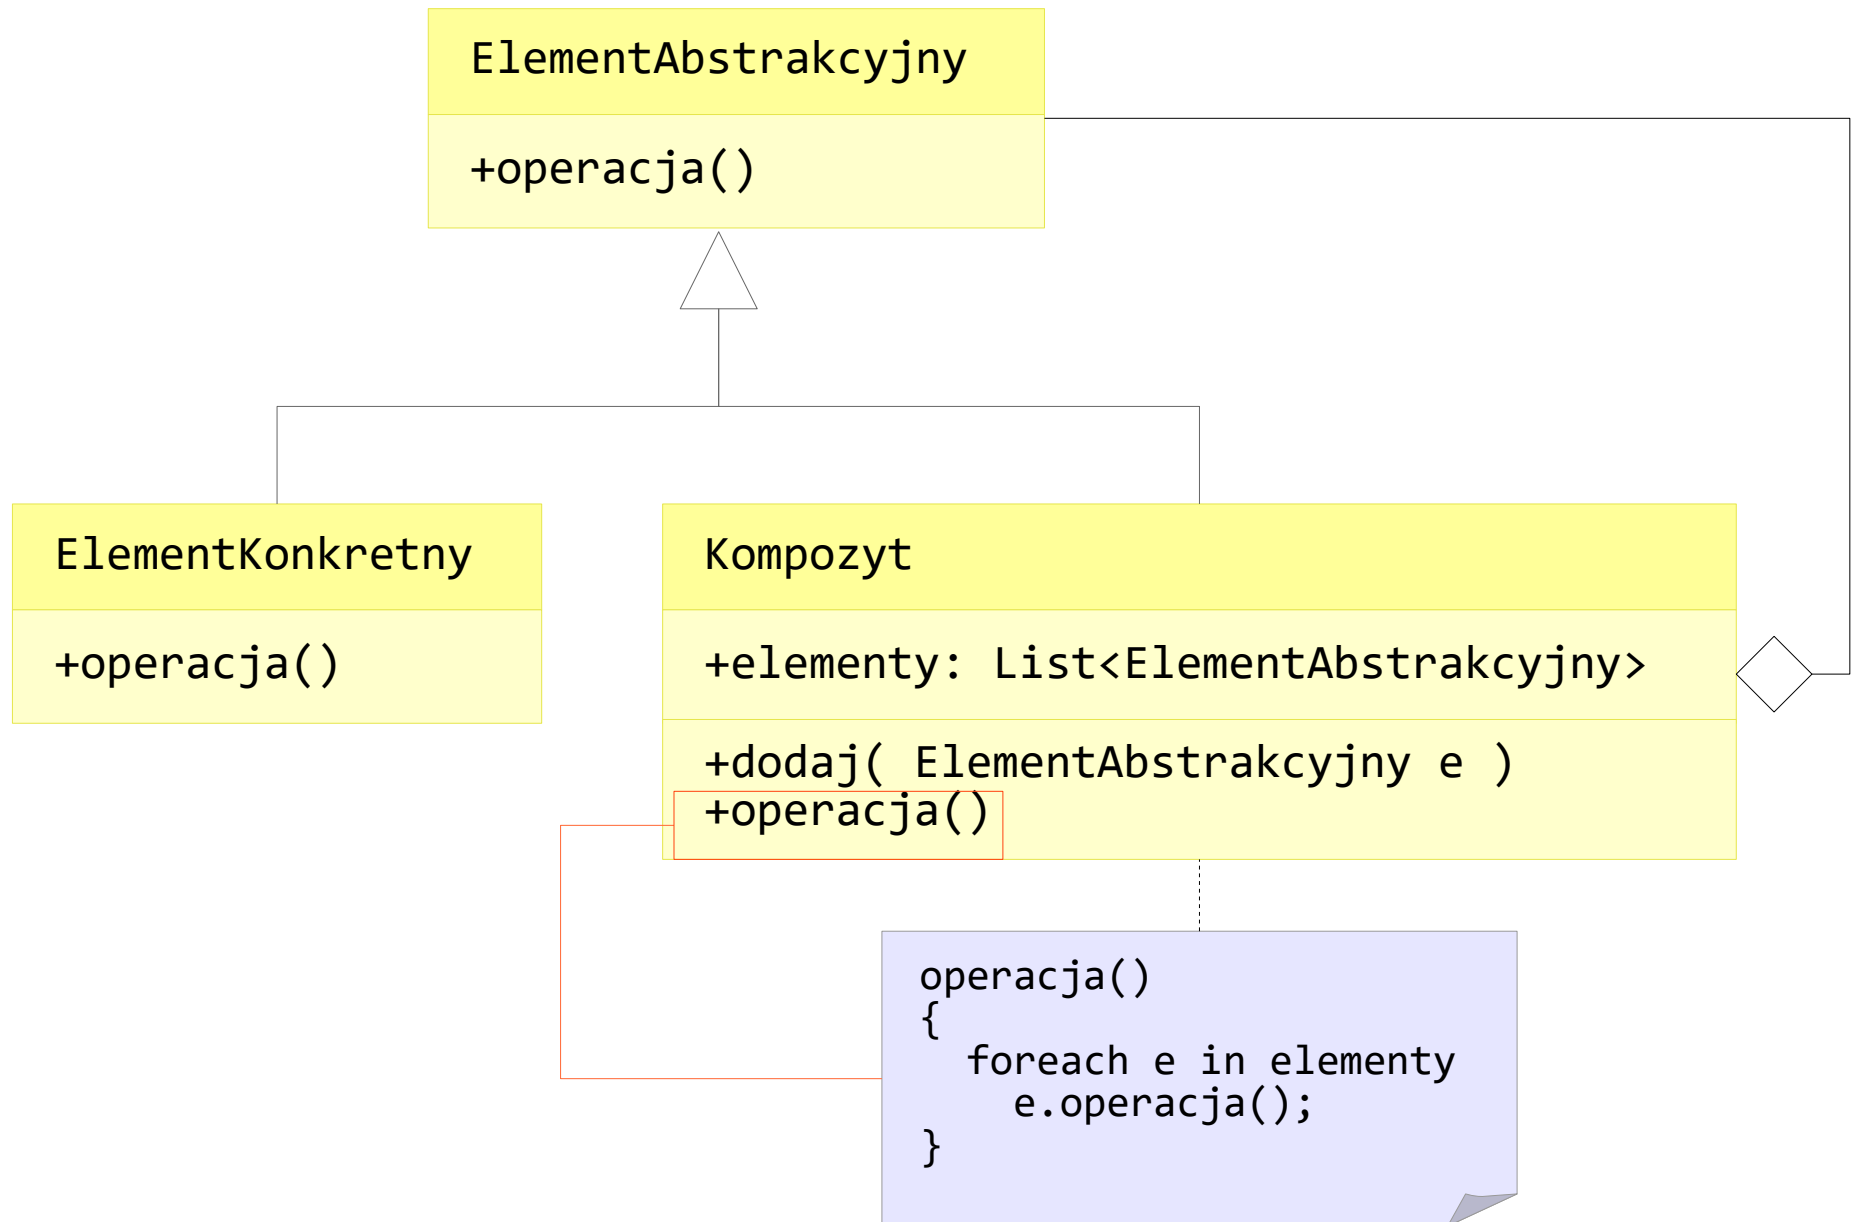 ElementAbstrakcyjny
+operacja()
ElementKonkretny
+operacja()
Kompozyt
+elementy: List<ElementAbstrakcyjny>
+dodaj( ElementAbstrakcyjny e )
+operacja()
operacja()
{
foreach e in elementy
e.operacja();
}